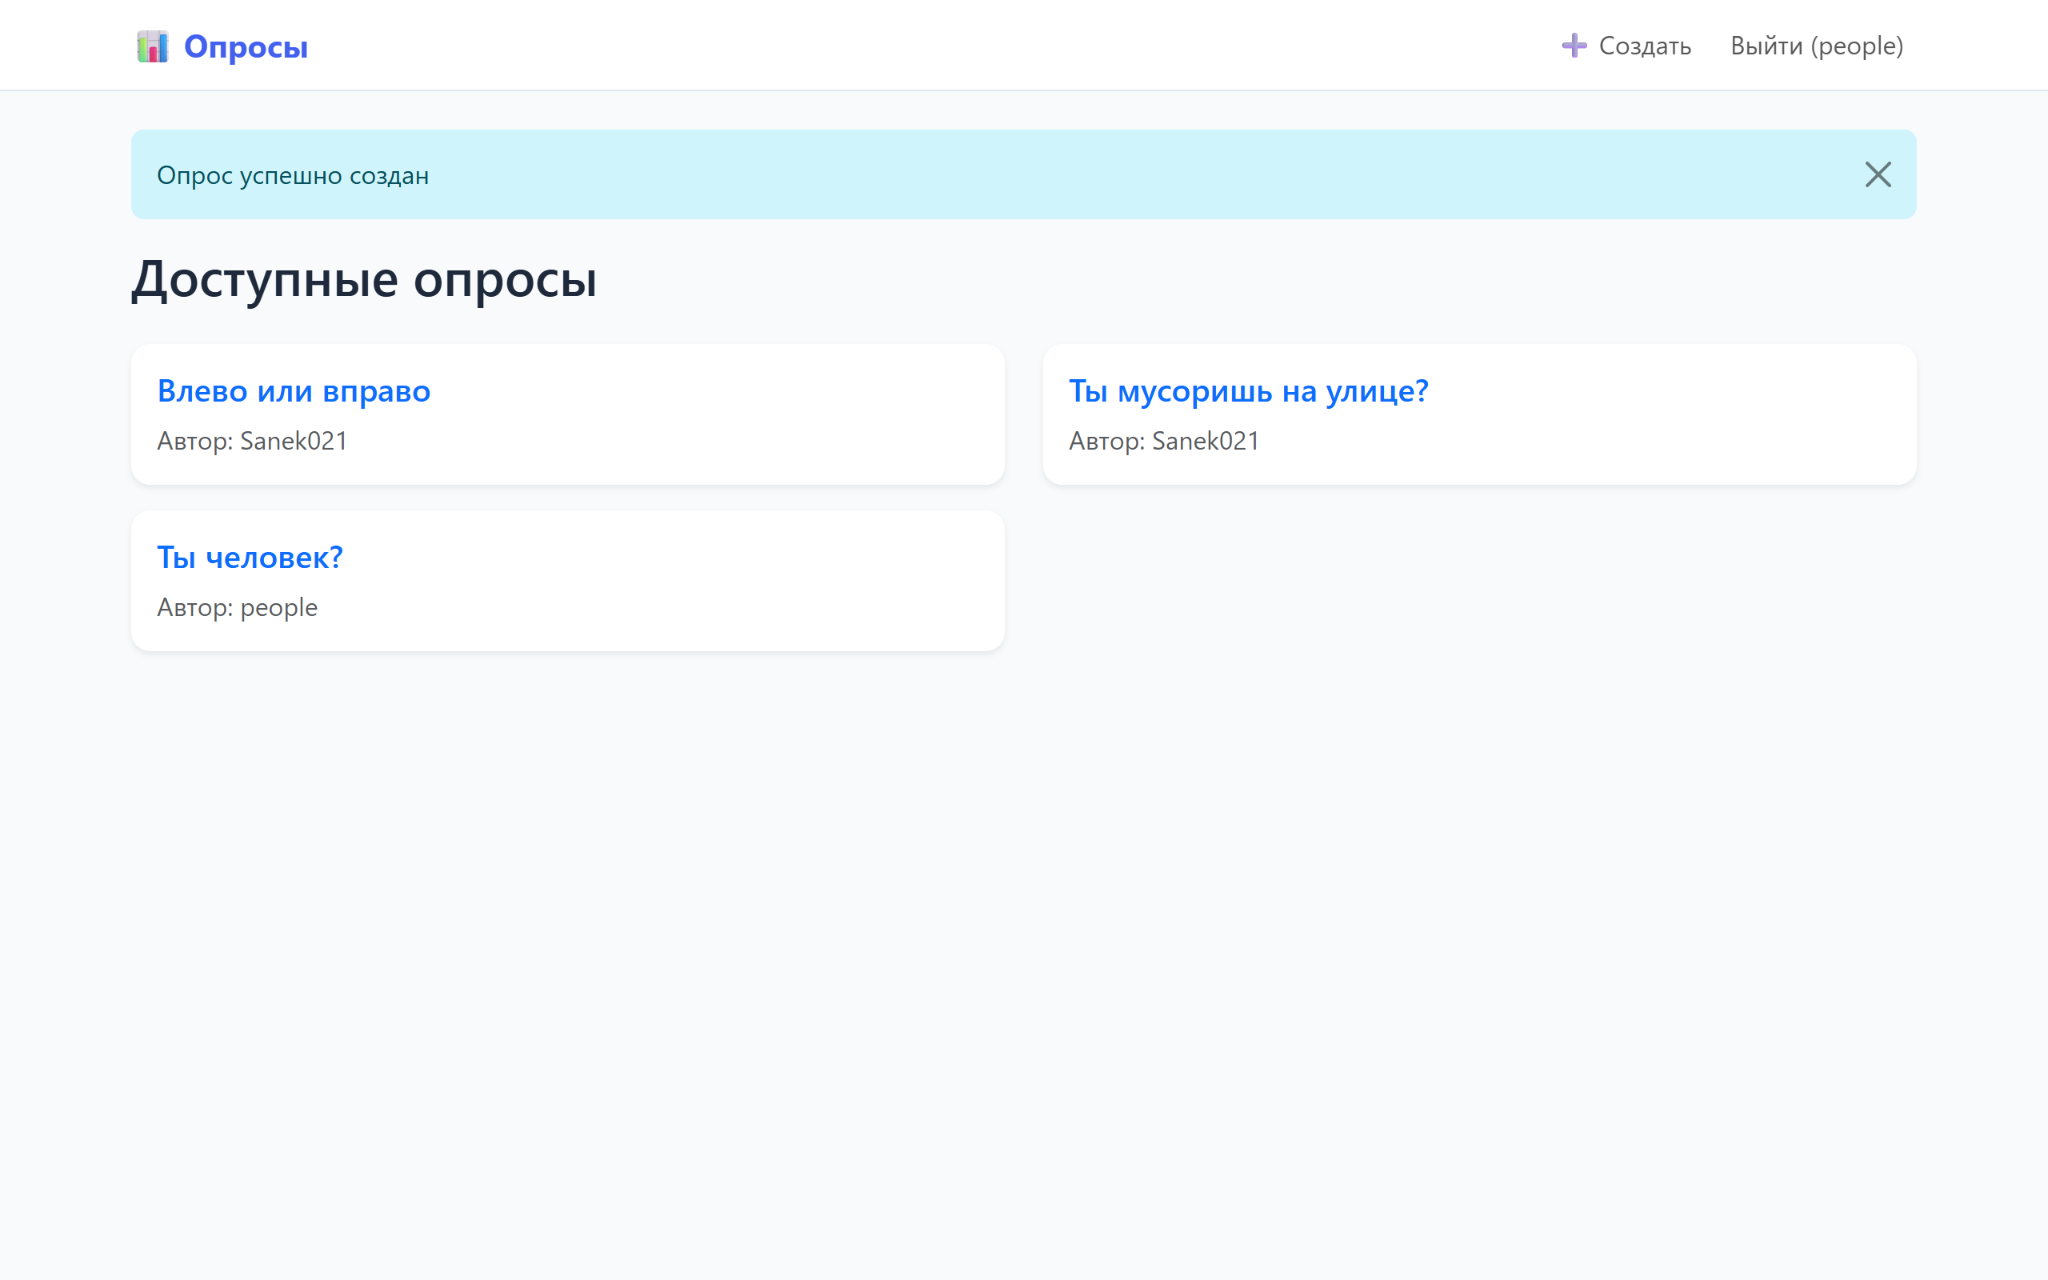 Опросы
Создать
Выйти (people)
Опрос успешно создан
Доступные опросы
Влево или вправо
Автор: Sanek021
Ты мусоришь на улице?
Автор: Sanek021
Ты человек?
Автор: people